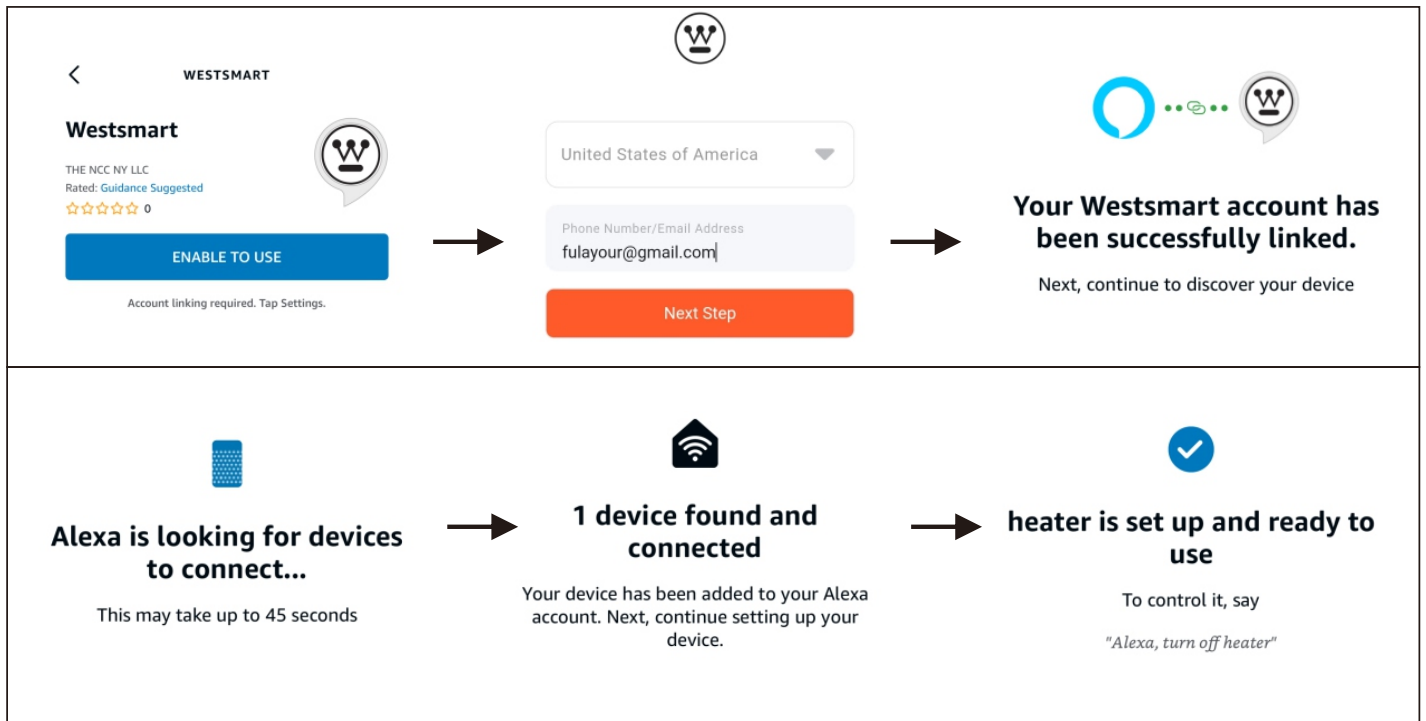 WESTSMART
Westsmart
THE NCC NY LLC
Rated: Guidance Suggested
0
ENABLE TO USE
Account linking required. Tap Settings.
United States of America
Phone Number/Email Address
fulayour@gmail.com
Next Step
Your Westsmart account has
been successfully linked.
Next, continue to discover your device
Alexa is looking for devices
to connect...
This may take up to 45 seconds
1 device found and
connected
Your device has been added to your Alexa
account. Next, continue setting up your
device.
heater is set up and ready to
use
To control it, say
"Alexa, turn off heater"